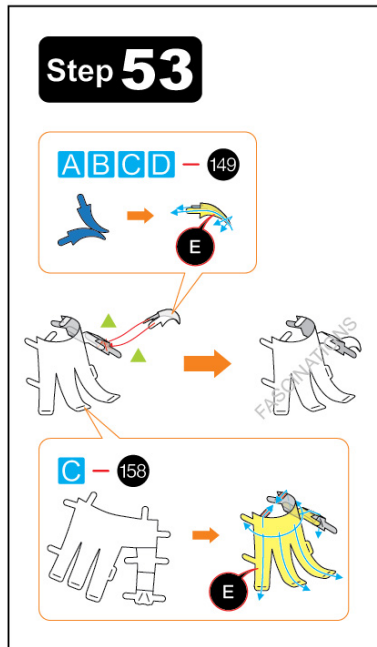 Step 53
A B C D – 149
E
FASCINATIONS
C – 158
E